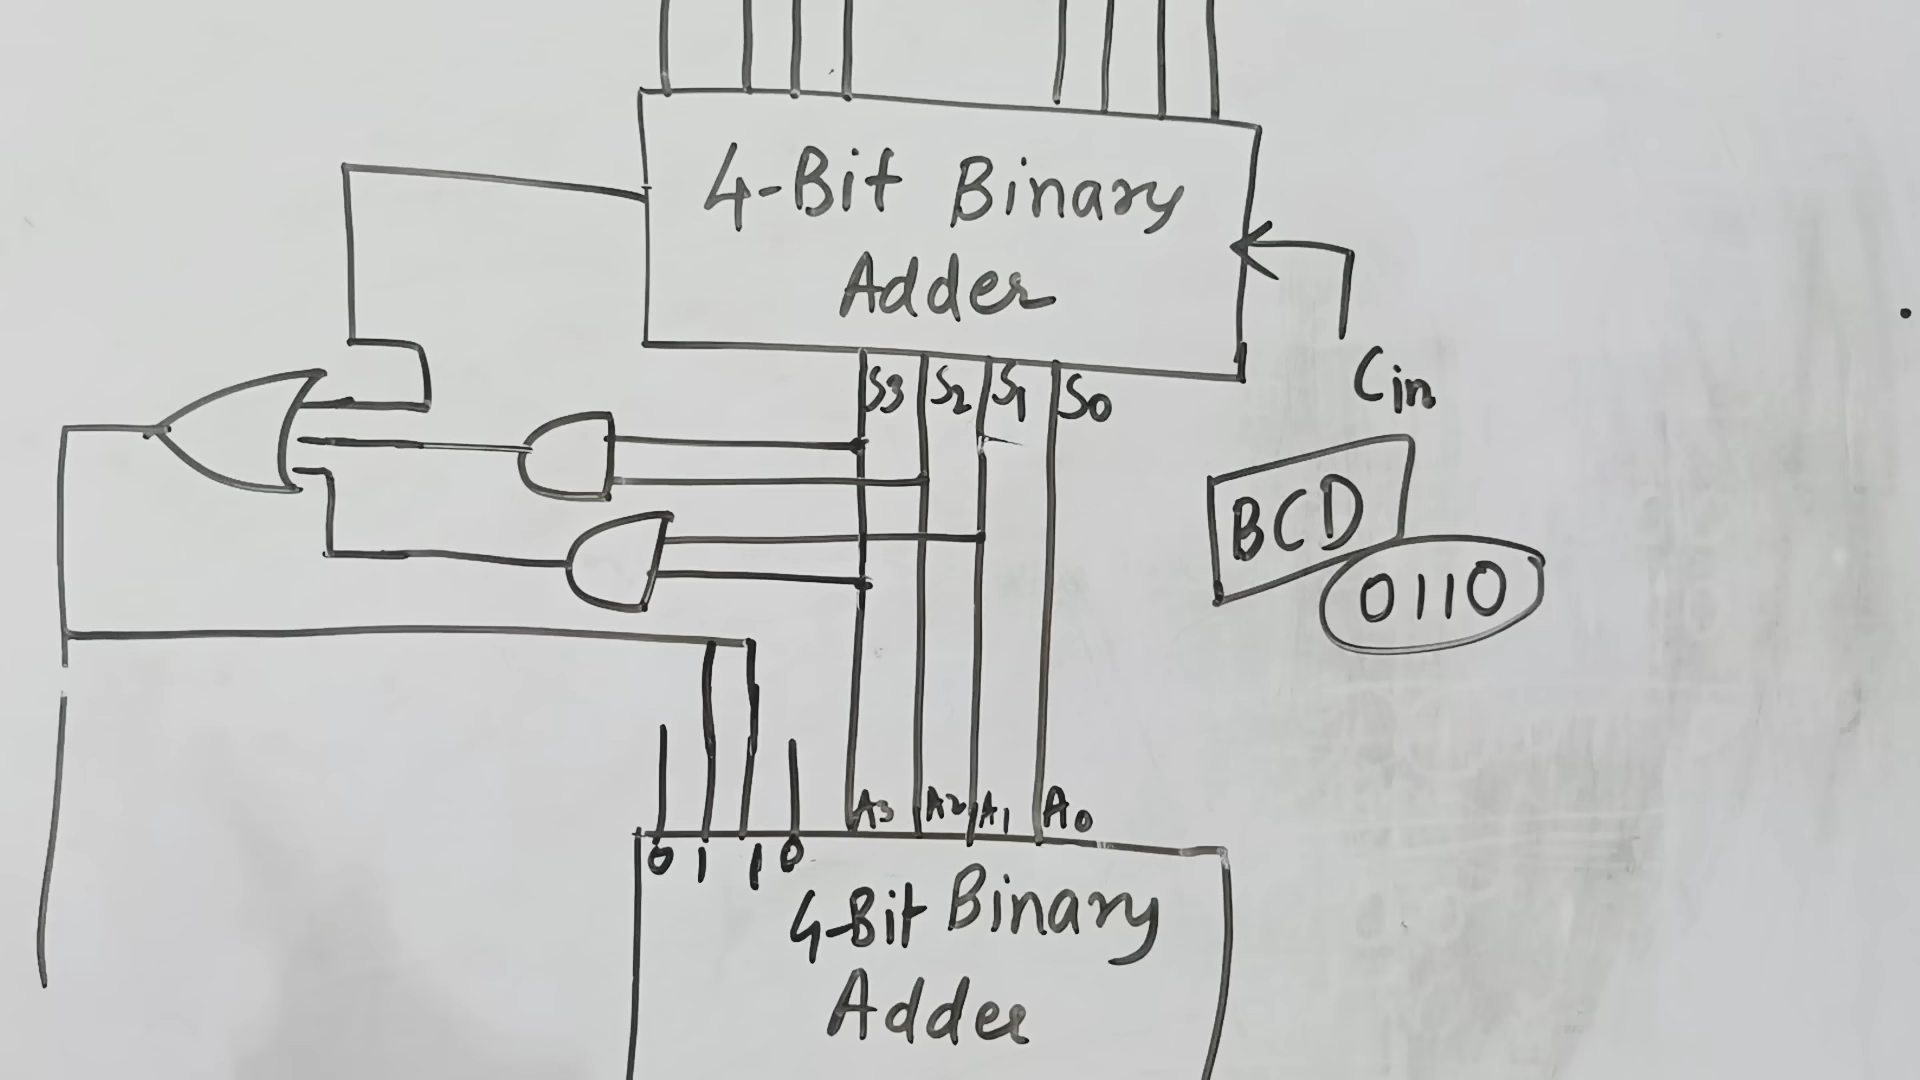 4-Bit Binary
Adder
Cin
S3 S2 S1 S0
BCD
0110
A3 A2 A1 A0
0 1 1 0
4-Bit Binary
Adder